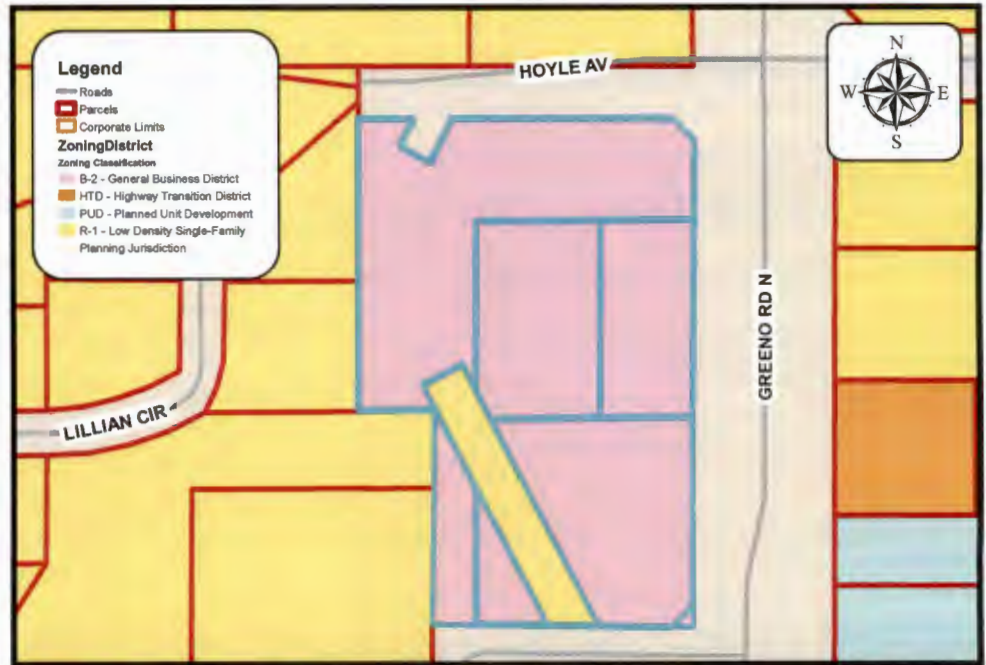 Legend
Roads
Parcels
Corporate Limits
ZoningDistrict
Zoning Classification
B-2 - General Business District
HTD - Highway Transition District
PUD - Planned Unit Development
R-1 - Low Density Single-Family
Planning Jurisdiction
HOYLE AV
N
W
E
S
GREENO RD N
LILLIAN CIR